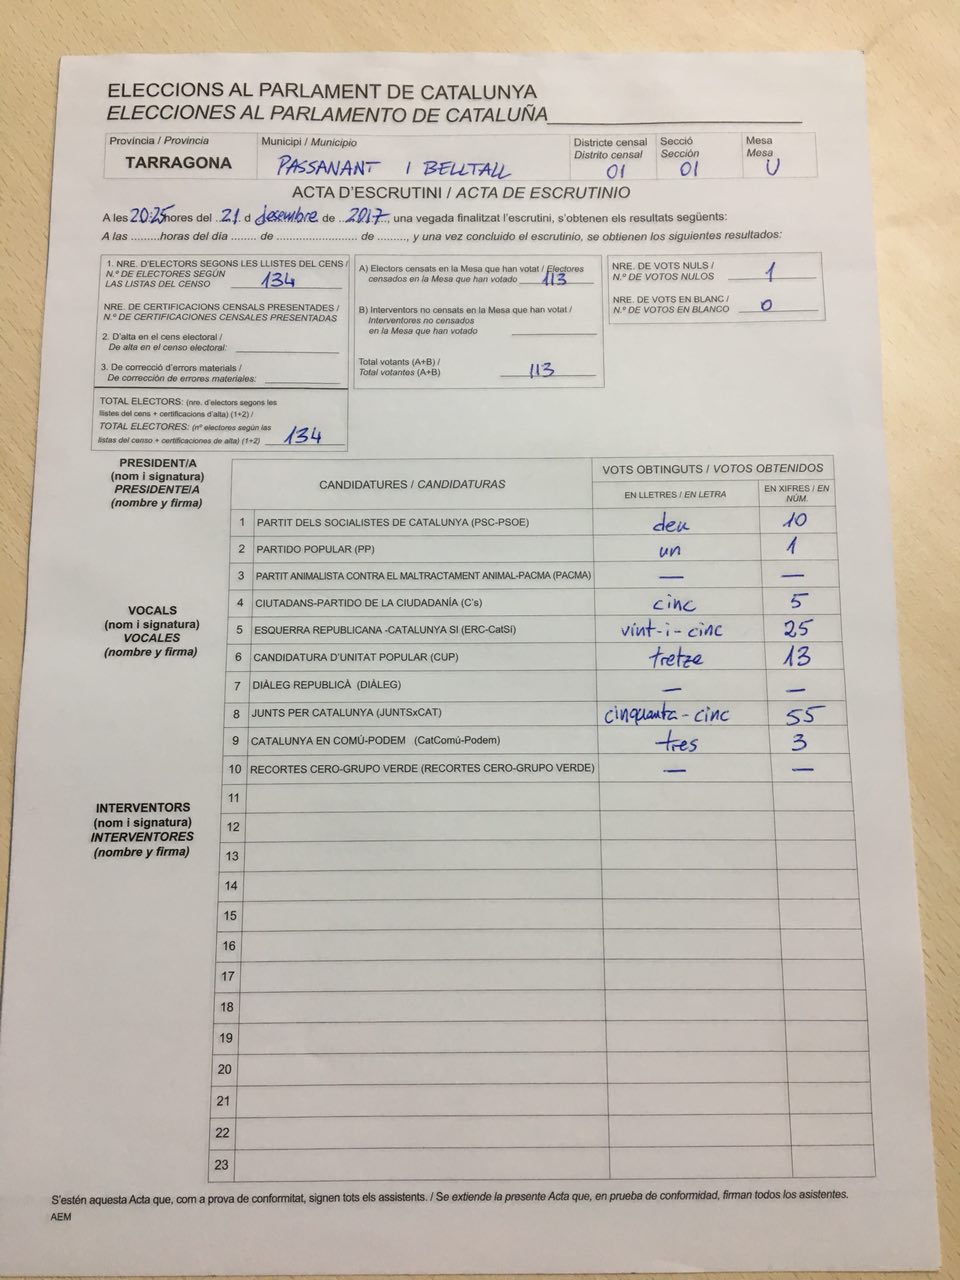 ELECCIONS AL PARLAMENT DE CATALUNYA
ELECCIONES AL PARLAMENTO DE CATALUÑA
Província / Provincia
TARRAGONA
Municipi / Municipio
PASSANANT I BELLTALL
Districte censal
Distrito censal
01
Secció
Sección
01
Mesa
Mesa
U
ACTA D'ESCRUTINI / ACTA DE ESCRUTINIO
A les 20:25 hores del 21 d desembre de 2017, una vegada finalitzat l'escrutini, s'obtenen els resultats següents:
A las .........horas del día ....... de ....................... de ........, y una vez concluido el escrutinio, se obtienen los siguientes resultados:
1. NRE. D'ELECTORS SEGONS LES LLISTES DEL CENS /
N.º DE ELECTORES SEGÚN
LAS LISTAS DEL CENSO 134
NRE. DE CERTIFICACIONS CENSALS PRESENTADES /
N.º DE CERTIFICACIONES CENSALES PRESENTADAS
2. D'alta en el cens electoral /
De alta en el censo electoral:
3. De correcció d'errors materials /
De corrección de errores materiales:
TOTAL ELECTORS: (nre. d'electors segons les
llistes del cens + certificacions d'alta) (1+2) /
TOTAL ELECTORES: (nº electores según las
listas del censo + certificaciones de alta) (1+2) 134
A) Electors censats en la Mesa que han votat / Electores
censados en la Mesa que han votado 113
B) Interventors no censats en la Mesa que han votat /
Interventores no censados
en la Mesa que han votado
Total votants (A+B) /
Total votantes (A+B) 113
NRE. DE VOTS NULS /
N.º DE VOTOS NULOS 1
NRE. DE VOTS EN BLANC /
N.º DE VOTOS EN BLANCO 0
PRESIDENT/A
(nom i signatura)
PRESIDENTE/A
(nombre y firma)
VOCALS
(nom i signatura)
VOCALES
(nombre y firma)
INTERVENTORS
(nom i signatura)
INTERVENTORES
(nombre y firma)
CANDIDATURES / CANDIDATURAS
VOTS OBTINGUTS / VOTOS OBTENIDOS
EN LLETRES / EN LETRA
EN XIFRES / EN
NÚM.
1 PARTIT DELS SOCIALISTES DE CATALUNYA (PSC-PSOE) deu 10
2 PARTIDO POPULAR (PP) un 1
3 PARTIT ANIMALISTA CONTRA EL MALTRACTAMENT ANIMAL-PACMA (PACMA) — —
4 CIUTADANS-PARTIDO DE LA CIUDADANÍA (C's) cinc 5
5 ESQUERRA REPUBLICANA -CATALUNYA SI (ERC-CatSí) vint-i-cinc 25
6 CANDIDATURA D'UNITAT POPULAR (CUP) tretze 13
7 DIÀLEG REPUBLICÀ (DIÀLEG) — —
8 JUNTS PER CATALUNYA (JUNTSxCAT) cinquanta-cinc 55
9 CATALUNYA EN COMÚ-PODEM (CatComú-Podem) tres 3
10 RECORTES CERO-GRUPO VERDE (RECORTES CERO-GRUPO VERDE) — —
11
12
13
14
15
16
17
18
19
20
21
22
23
S'estén aquesta Acta que, com a prova de conformitat, signen tots els assistents. / Se extiende la presente Acta que, en prueba de conformidad, firman todos los asistentes.
AEM